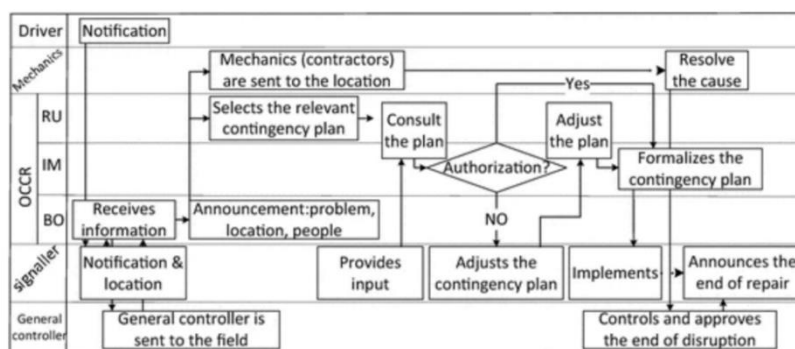 Driver
Notification
Mechanics
Mechanics (contractors)
are sent to the location
Resolve
the cause
Yes
OCCR
RU
Selects the relevant
contingency plan
Consult
the plan
Adjust
the plan
IM
Authorization?
Formalizes the
contingency plan
BO
Receives
information
Announcement:problem,
location, people
NO
signaller
Notification &
location
Provides
input
Adjusts the
contingency plan
Implements
Announces the
end of repair
General
controller
General controller is
sent to the field
Controls and approves
the end of disruption